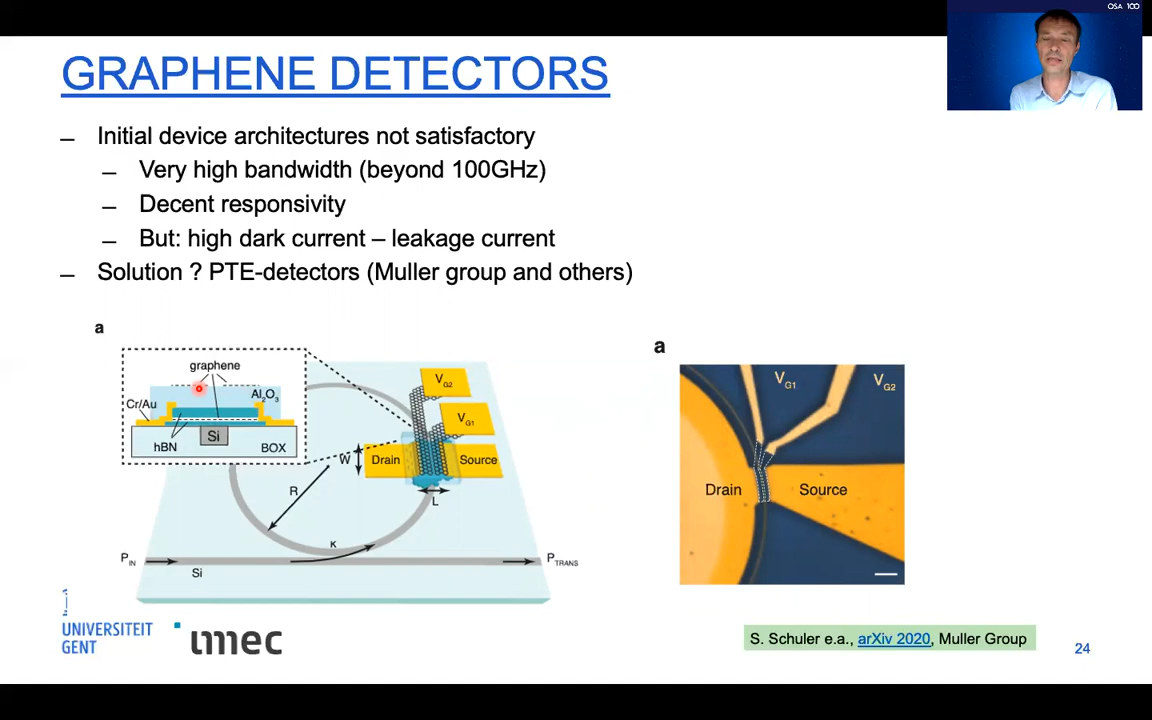 OSA 100
GRAPHENE DETECTORS
– Initial device architectures not satisfactory
– Very high bandwidth (beyond 100GHz)
– Decent responsivity
– But: high dark current – leakage current
– Solution ? PTE-detectors (Muller group and others)
a
graphene
Al₂O₃
Cr/Au
Si
hBN
BOX
V_G2
V_G1
W
Drain
Source
L
R
κ
P_IN
P_TRANS
Si
a
V_G1
V_G2
Drain
Source
UNIVERSITEIT
GENT
imec
S. Schuler e.a., arXiv 2020, Muller Group
24